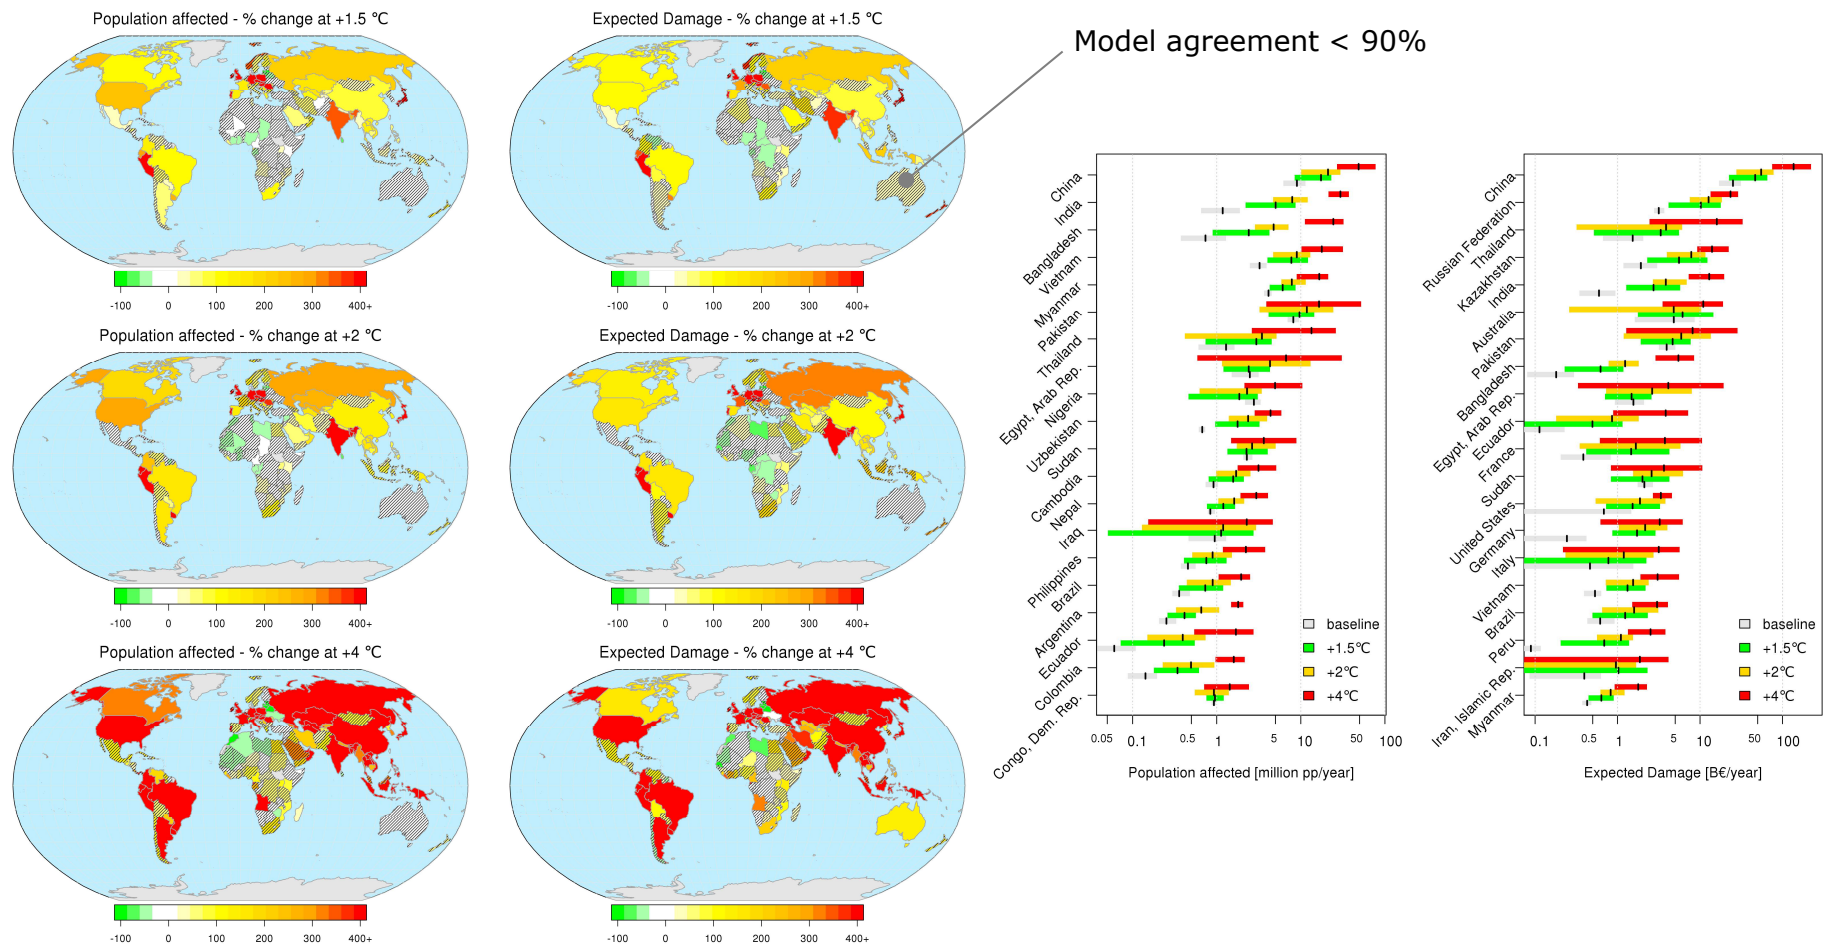 Population affected - % change at +1.5 ℃
Expected Damage - % change at +1.5 ℃
Model agreement < 90%
-100 0 100 200 300 400+
-100 0 100 200 300 400+
Population affected - % change at +2 ℃
Expected Damage - % change at +2 ℃
-100 0 100 200 300 400+
-100 0 100 200 300 400+
Population affected - % change at +4 ℃
Expected Damage - % change at +4 ℃
-100 0 100 200 300 400+
-100 0 100 200 300 400+
China
India
Bangladesh
Vietnam
Myanmar
Pakistan
Thailand
Egypt, Arab Rep.
Nigeria
Uzbekistan
Sudan
Cambodia
Nepal
Iraq
Philippines
Brazil
Argentina
Ecuador
Colombia
Congo, Dem. Rep.
baseline
+1.5℃
+2℃
+4℃
0.05 0.1 0.5 1 5 10 50 100
Population affected [million pp/year]
China
Russian Federation
Thailand
Kazakhstan
India
Australia
Pakistan
Bangladesh
Egypt, Arab Rep.
Ecuador
France
Sudan
United States
Germany
Italy
Vietnam
Brazil
Peru
Iran, Islamic Rep.
Myanmar
baseline
+1.5℃
+2℃
+4℃
0.1 0.5 1 5 10 50 100
Expected Damage [B€/year]